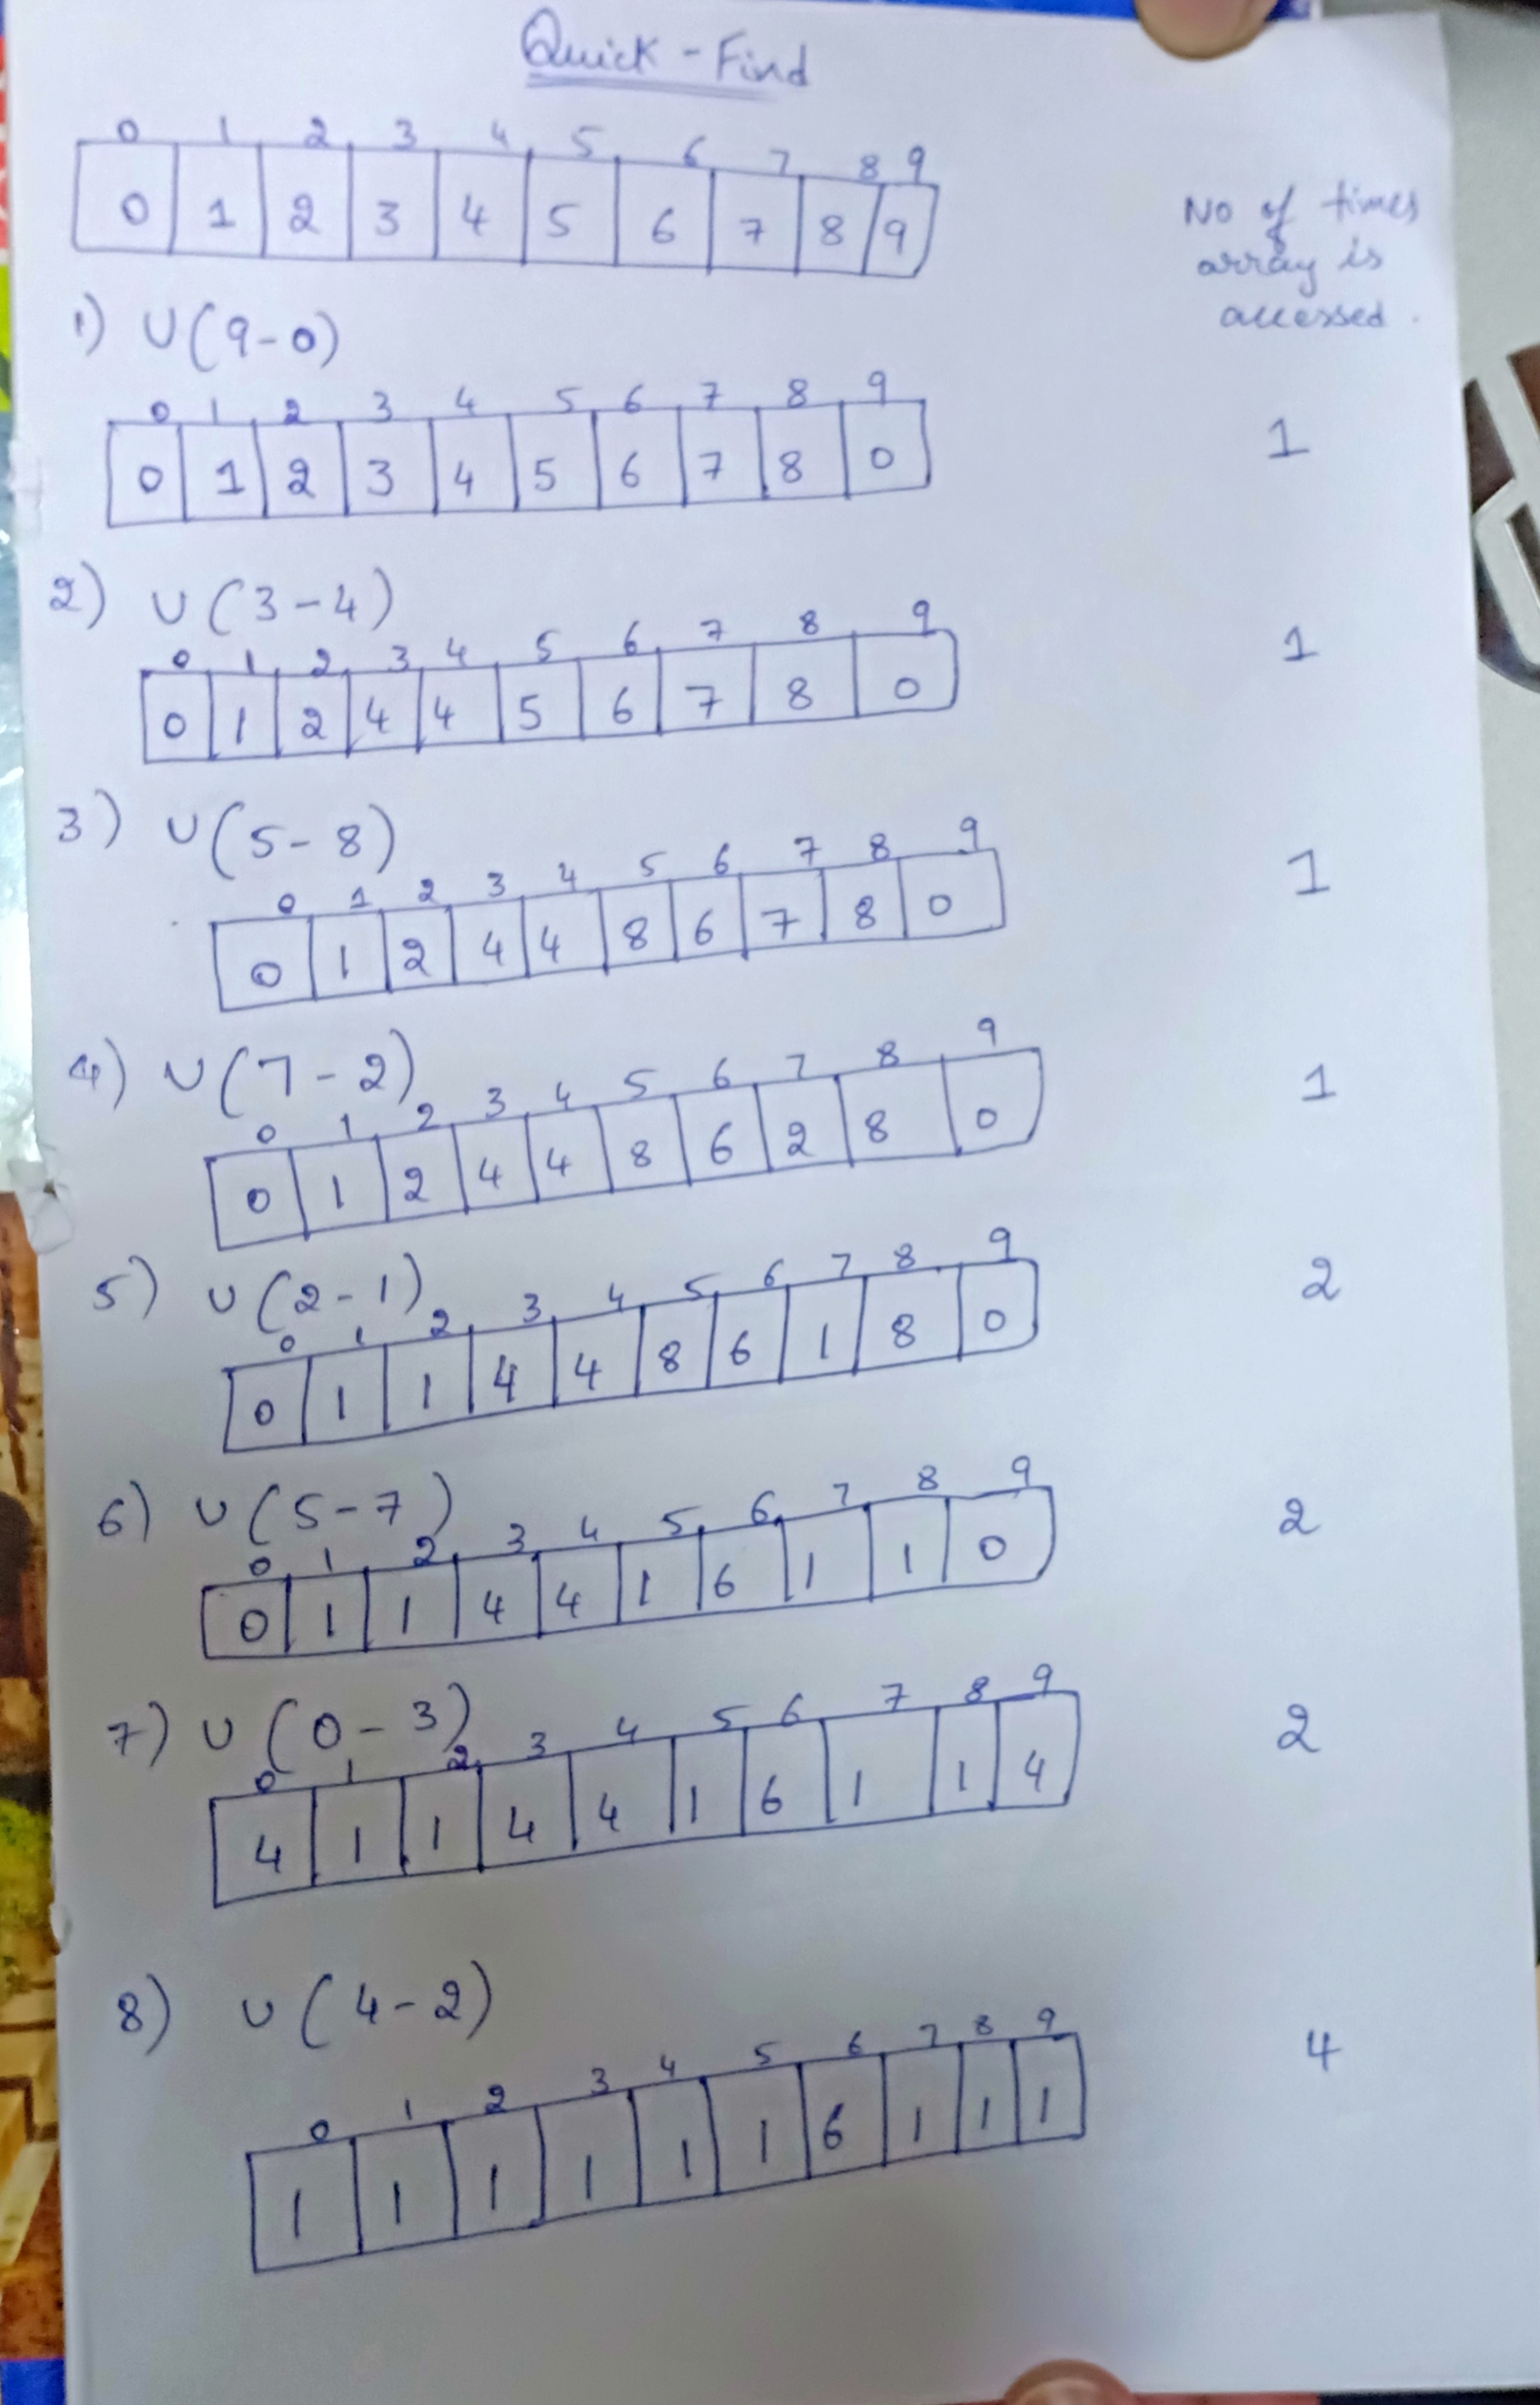 Quick - Find
0 1 2 3 4 5 6 7 8 9
0 1 2 3 4 5 6 7 8 9
No of times
array is
accessed.
1) U(9-0)
0 1 2 3 4 5 6 7 8 9
0 1 2 3 4 5 6 7 8 0
1
2) U(3-4)
0 1 2 3 4 5 6 7 8 9
0 1 2 4 4 5 6 7 8 0
1
3) U(5-8)
0 1 2 3 4 5 6 7 8 9
0 1 2 4 4 8 6 7 8 0
1
4) U(7-2)
0 1 2 3 4 5 6 7 8 9
0 1 2 4 4 8 6 2 8 0
1
5) U(2-1)
0 1 2 3 4 5 6 7 8 9
0 1 1 4 4 8 6 1 8 0
2
6) U(5-7)
0 1 2 3 4 5 6 7 8 9
0 1 1 4 4 1 6 1 1 0
2
7) U(0-3)
0 1 2 3 4 5 6 7 8 9
4 1 1 4 4 1 6 1 1 4
2
8) U(4-2)
0 1 2 3 4 5 6 7 8 9
1 1 1 1 1 1 6 1 1 1
4